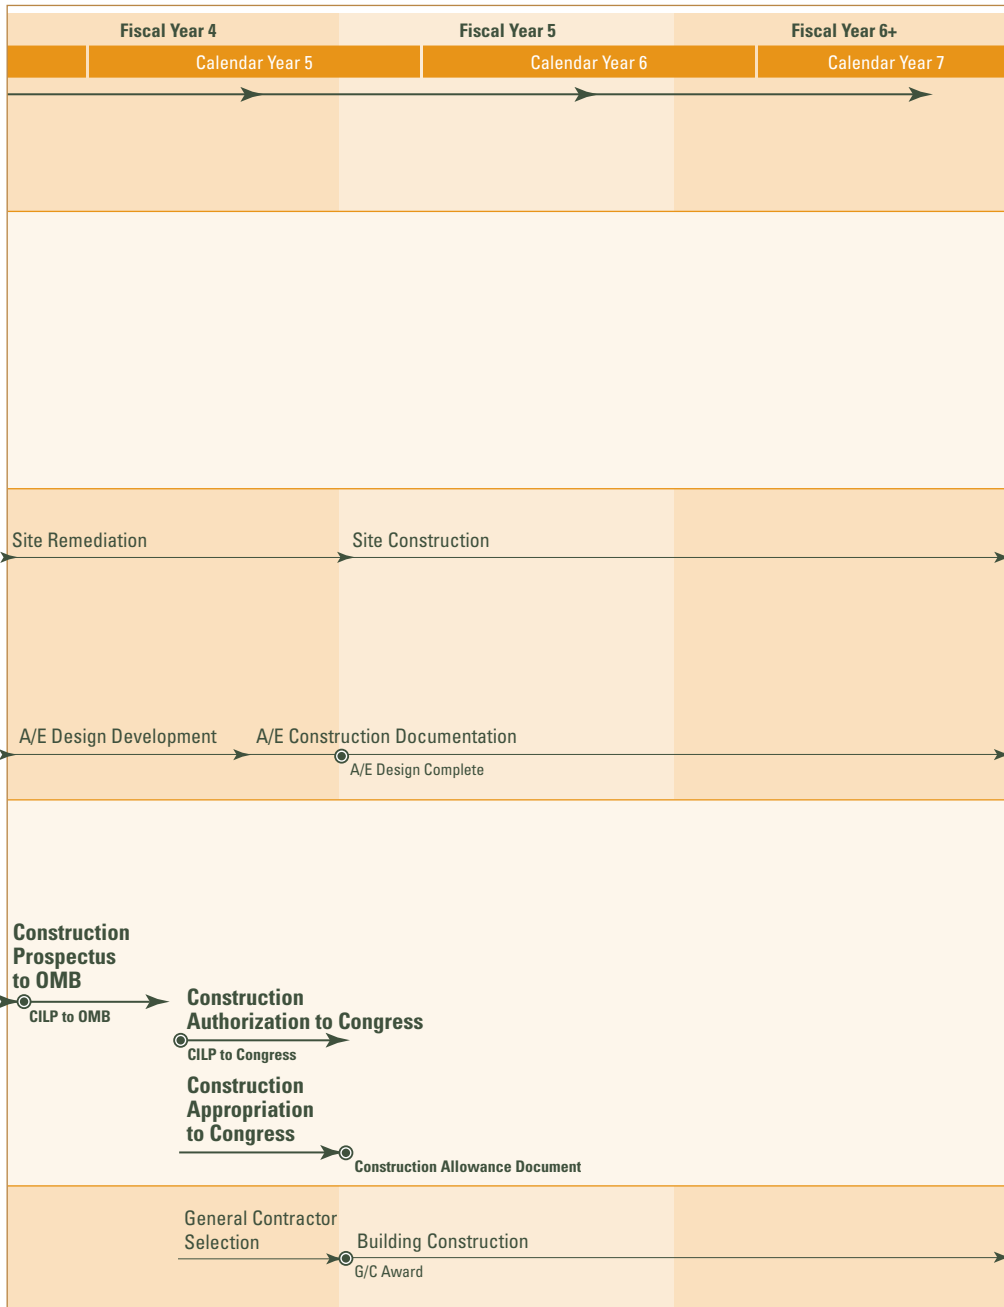 Fiscal Year 4
Fiscal Year 5
Fiscal Year 6+
Calendar Year 5
Calendar Year 6
Calendar Year 7
Site Remediation
Site Construction
A/E Design Development
A/E Construction Documentation
A/E Design Complete
Construction
Prospectus
to OMB
CILP to OMB
Construction
Authorization to Congress
CILP to Congress
Construction
Appropriation
to Congress
Construction Allowance Document
General Contractor
Selection
Building Construction
G/C Award